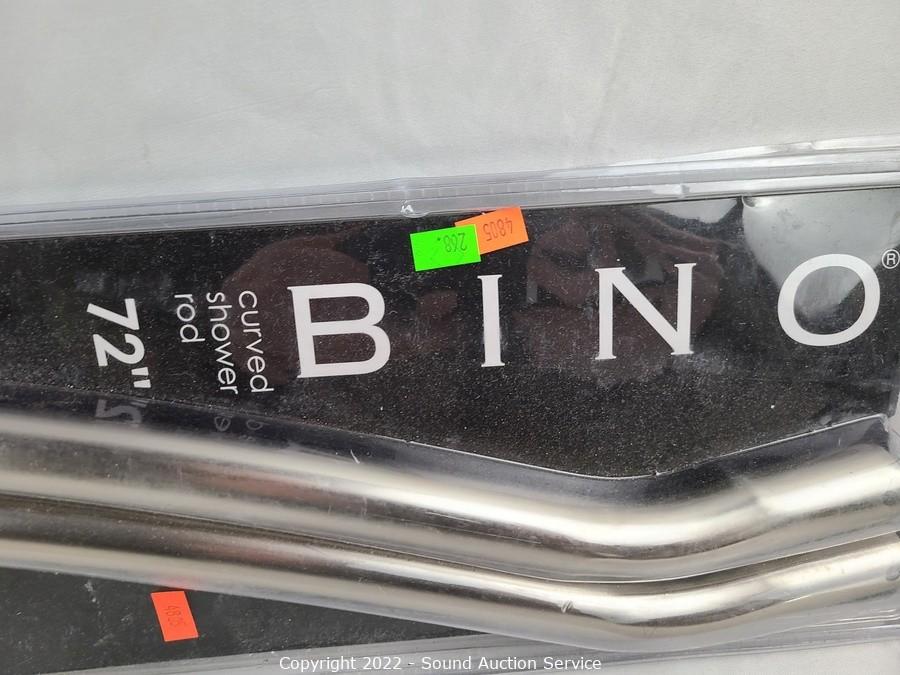 268.
4805
BINO®
curved
shower
rod
72"
4805
Copyright 2022 - Sound Auction Service